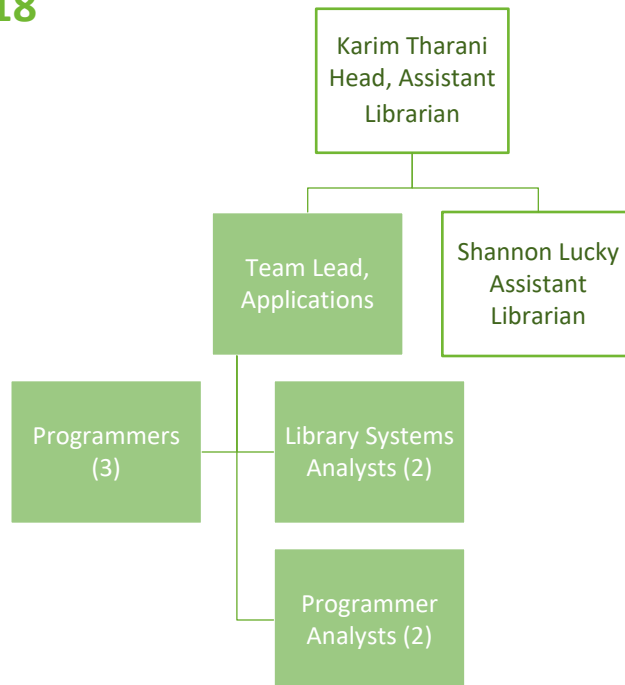 18
Karim Tharani
Head, Assistant
Librarian
Team Lead,
Applications
Shannon Lucky
Assistant
Librarian
Programmers
(3)
Library Systems
Analysts (2)
Programmer
Analysts (2)